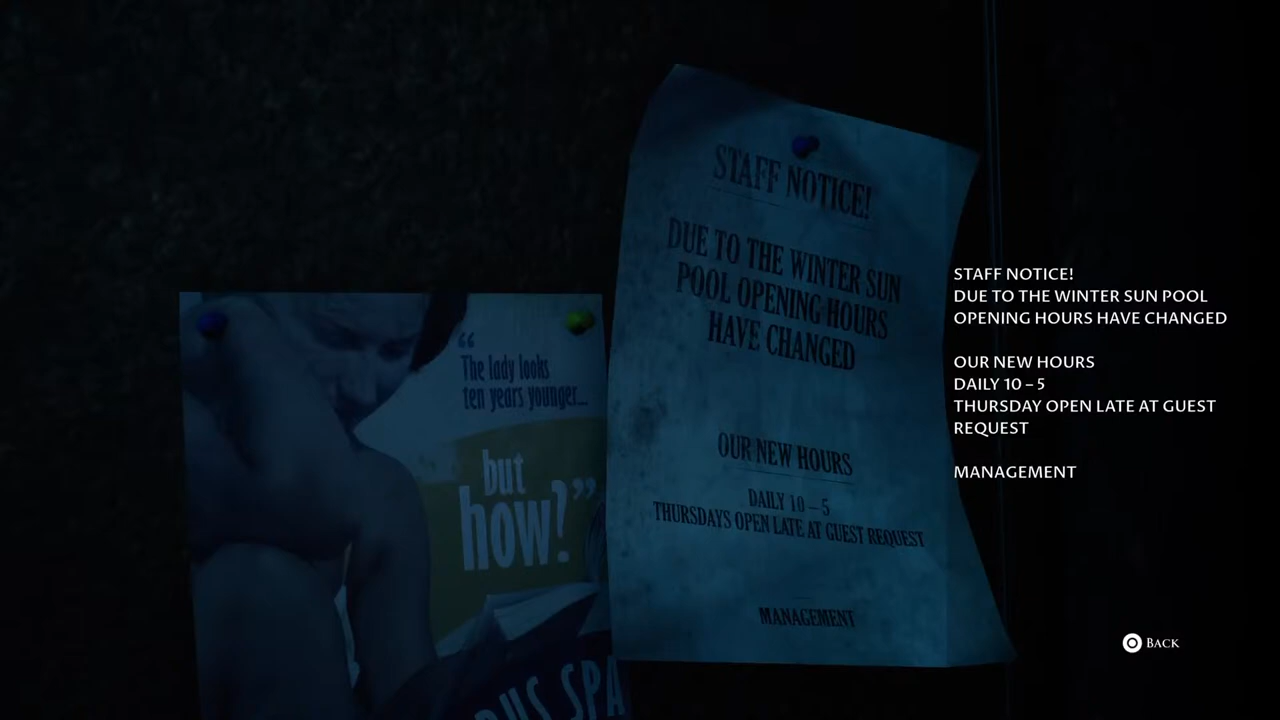 STAFF NOTICE!
DUE TO THE WINTER SUN
POOL OPENING HOURS
HAVE CHANGED
OUR NEW HOURS
DAILY 10 – 5
THURSDAYS OPEN LATE AT GUEST REQUEST
MANAGEMENT
“
The lady looks
ten years younger...
but
how?”
SPA
STAFF NOTICE!
DUE TO THE WINTER SUN POOL
OPENING HOURS HAVE CHANGED
OUR NEW HOURS
DAILY 10 – 5
THURSDAY OPEN LATE AT GUEST
REQUEST
MANAGEMENT
BACK